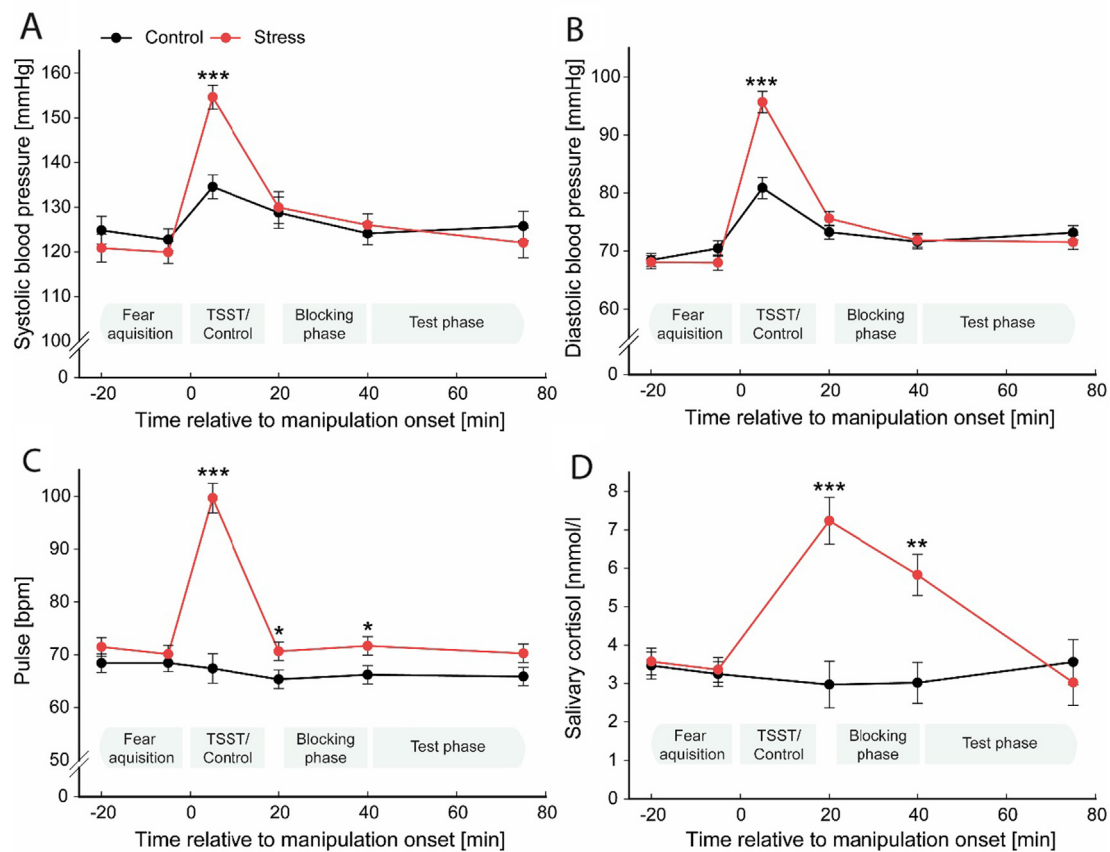 A
Control
Stress
Systolic blood pressure [mmHg]
160
150
140
130
120
110
100
0
***
Fear
aquisition
TSST/
Control
Blocking
phase
Test phase
-20
0
20
40
60
80
Time relative to manipulation onset [min]
B
Diastolic blood pressure [mmHg]
100
90
80
70
60
0
***
Fear
aquisition
TSST/
Control
Blocking
phase
Test phase
-20
0
20
40
60
80
Time relative to manipulation onset [min]
C
Pulse [bpm]
100
90
80
70
60
50
0
***
*
*
Fear
aquisition
TSST/
Control
Blocking
phase
Test phase
-20
0
20
40
60
80
Time relative to manipulation onset [min]
D
Salivary cortisol [nnmol/l]
8
7
6
5
4
3
2
1
0
***
**
Fear
aquisition
TSST/
Control
Blocking
phase
Test phase
-20
0
20
40
60
80
Time relative to manipulation onset [min]